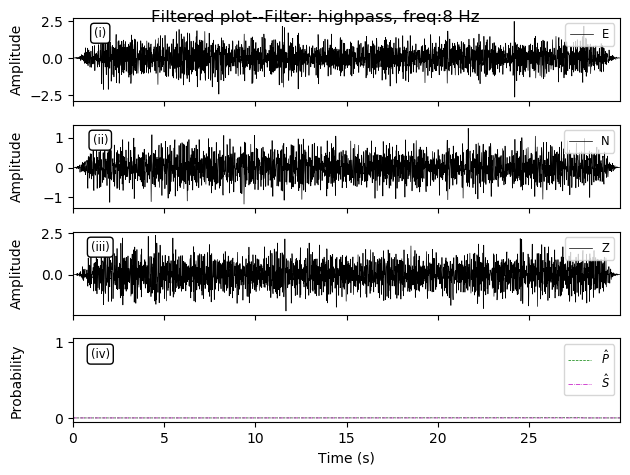 Filtered plot--Filter: highpass, freq:8 Hz
2.5
(i)
E
Amplitude
0.0
−2.5
1
(ii)
N
Amplitude
0
−1
2.5
(iii)
Z
Amplitude
0.0
1
(iv)
P̂
Ŝ
Probability
0
0 5 10 15 20 25
Time (s)